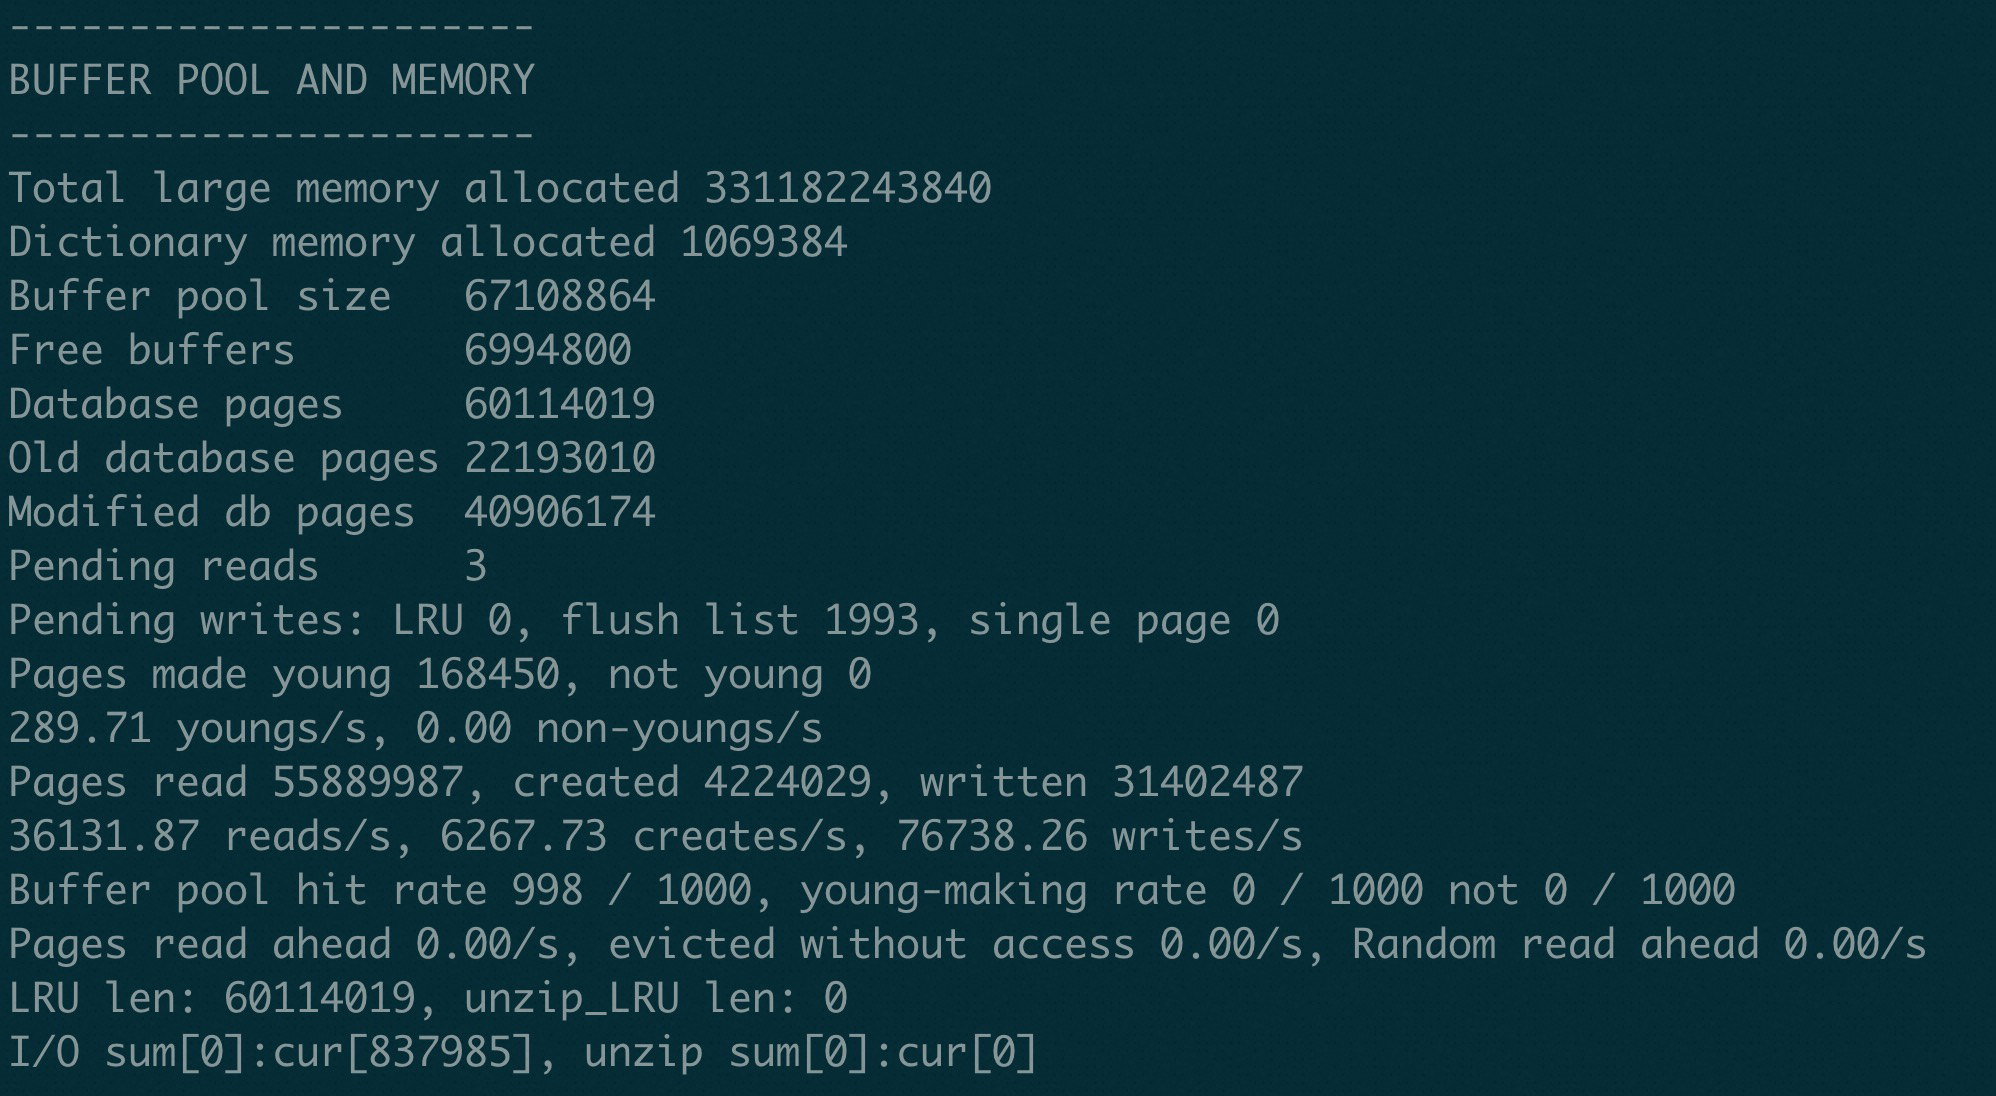 ----------------------
BUFFER POOL AND MEMORY
----------------------
Total large memory allocated 331182243840
Dictionary memory allocated 1069384
Buffer pool size   67108864
Free buffers       6994800
Database pages     60114019
Old database pages 22193010
Modified db pages  40906174
Pending reads      3
Pending writes: LRU 0, flush list 1993, single page 0
Pages made young 168450, not young 0
289.71 youngs/s, 0.00 non-youngs/s
Pages read 55889987, created 4224029, written 31402487
36131.87 reads/s, 6267.73 creates/s, 76738.26 writes/s
Buffer pool hit rate 998 / 1000, young-making rate 0 / 1000 not 0 / 1000
Pages read ahead 0.00/s, evicted without access 0.00/s, Random read ahead 0.00/s
LRU len: 60114019, unzip_LRU len: 0
I/O sum[0]:cur[837985], unzip sum[0]:cur[0]